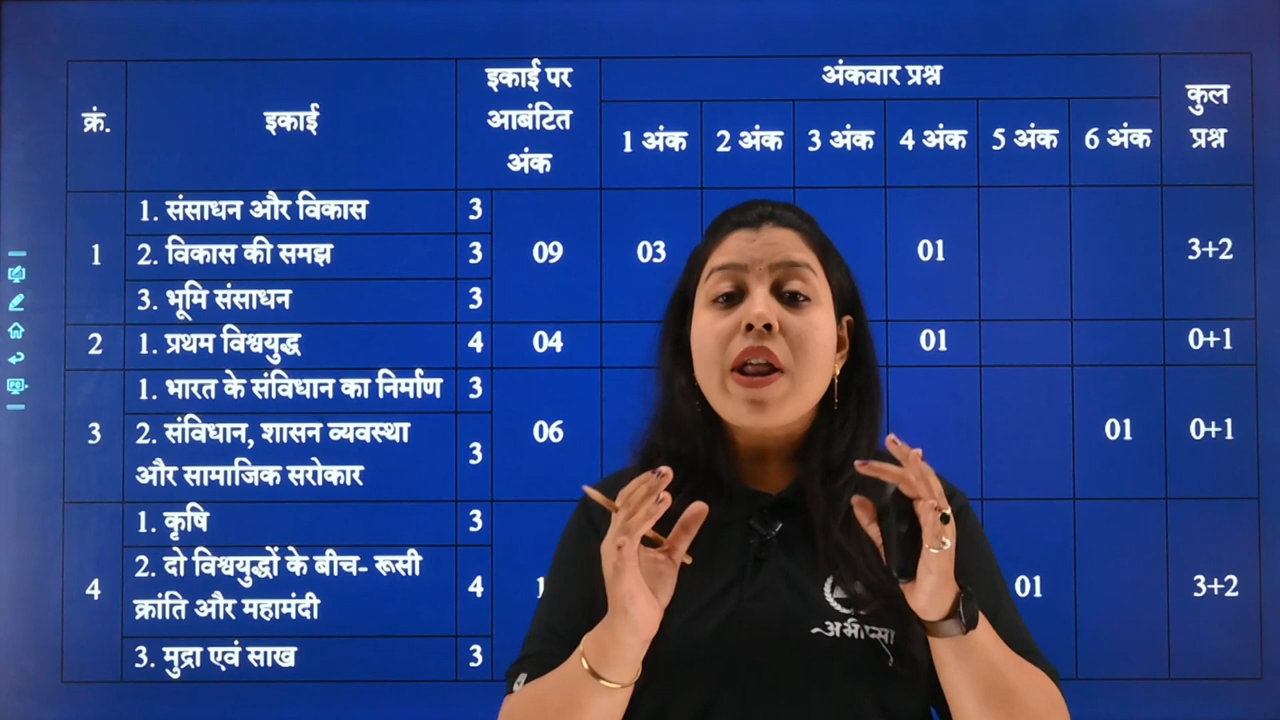 क्रं.
इकाई
इकाई पर
आबंटित
अंक
अंकवार प्रश्न
1 अंक 2 अंक 3 अंक 4 अंक 5 अंक 6 अंक
कुल
प्रश्न
1
1. संसाधन और विकास 3
2. विकास की समझ 3
3. भूमि संसाधन 3
09 03 01 3+2
2 1. प्रथम विश्वयुद्ध 4 04 01 0+1
3
1. भारत के संविधान का निर्माण 3
2. संविधान, शासन व्यवस्था
और सामाजिक सरोकार 3
06 01 0+1
4
1. कृषि 3
2. दो विश्वयुद्धों के बीच- रूसी
क्रांति और महामंदी 4
3. मुद्रा एवं साख 3
01 3+2
अभीप्सा